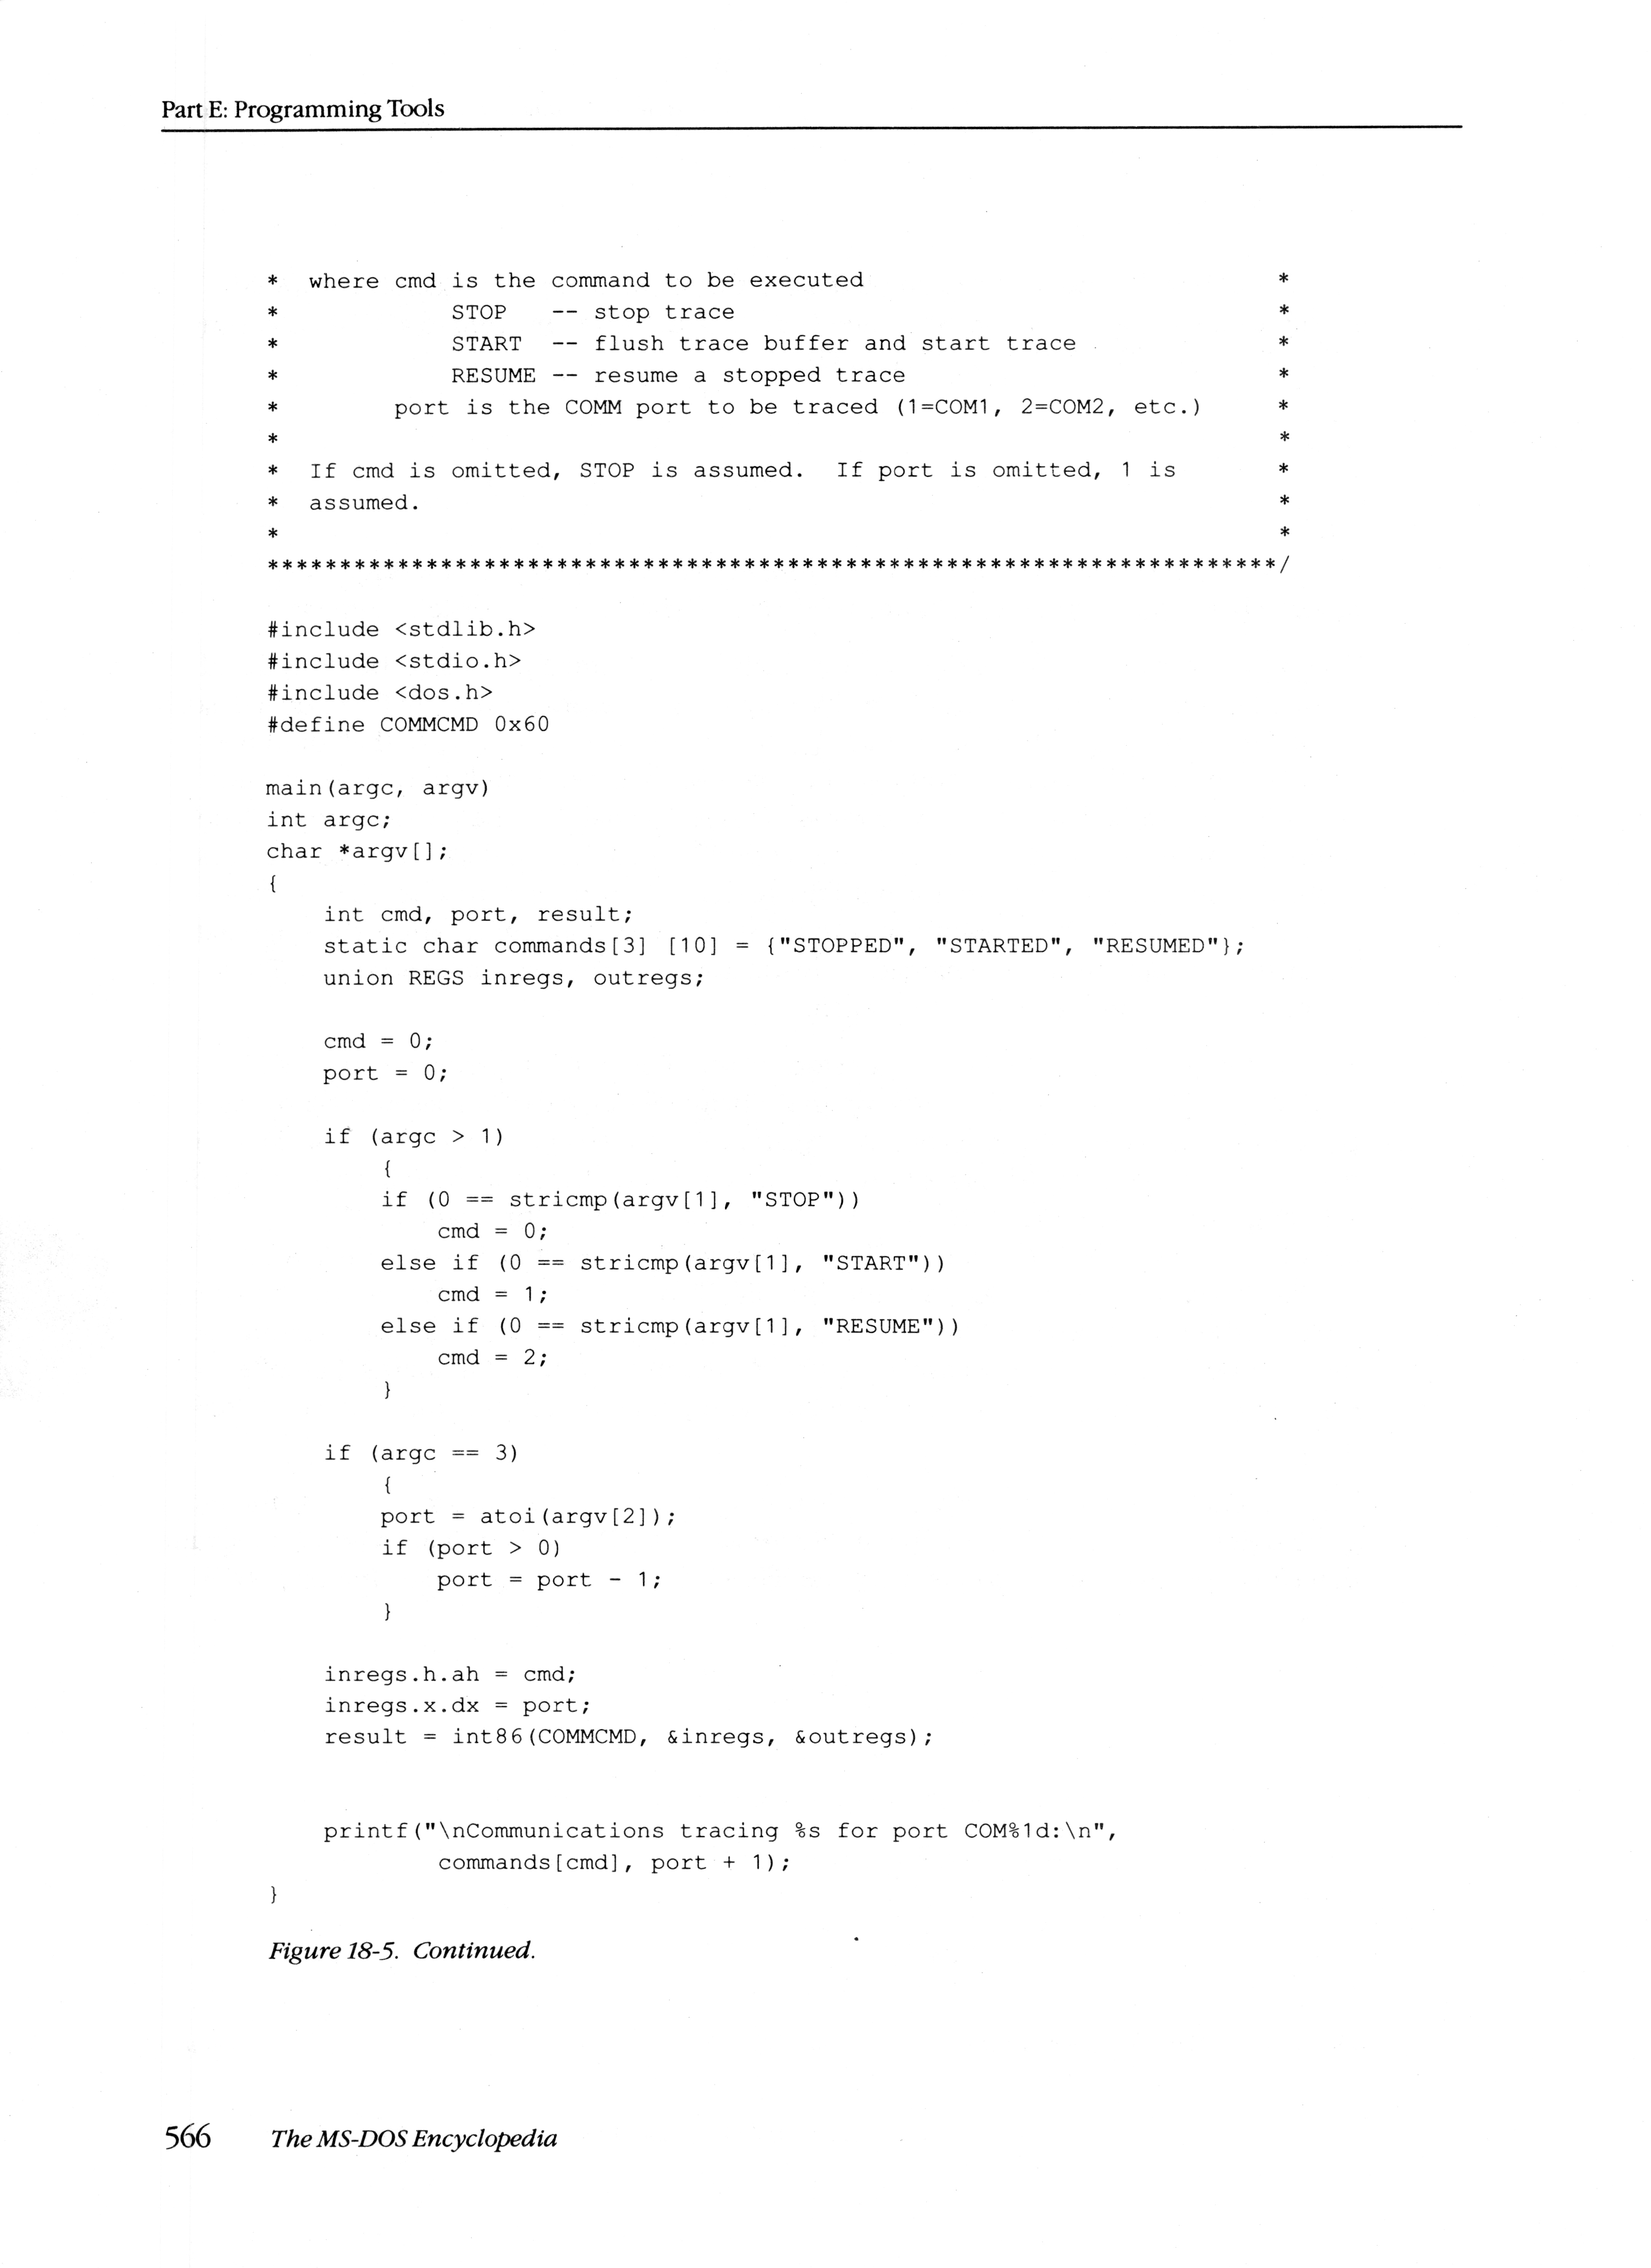 Part E: Programming Tools
*  where cmd is the command to be executed                             *
*            STOP   -- stop trace                                      *
*            START  -- flush trace buffer and start trace              *
*            RESUME -- resume a stopped trace                          *
*        port is the COMM port to be traced (1=COM1, 2=COM2, etc.)     *
*                                                                      *
*  If cmd is omitted, STOP is assumed.  If port is omitted, 1 is       *
*  assumed.                                                            *
*                                                                      *
***********************************************************************/
#include <stdlib.h>
#include <stdio.h>
#include <dos.h>
#define COMMCMD 0x60
main(argc, argv)
int argc;
char *argv[];
{
    int cmd, port, result;
    static char commands[3] [10] = {"STOPPED", "STARTED", "RESUMED"};
    union REGS inregs, outregs;
    cmd = 0;
    port = 0;
    if (argc > 1)
        {
        if (0 == stricmp(argv[1], "STOP"))
            cmd = 0;
        else if (0 == stricmp(argv[1], "START"))
            cmd = 1;
        else if (0 == stricmp(argv[1], "RESUME"))
            cmd = 2;
        }
    if (argc == 3)
        {
        port = atoi(argv[2]);
        if (port > 0)
            port = port - 1;
        }
    inregs.h.ah = cmd;
    inregs.x.dx = port;
    result = int86(COMMCMD, &inregs, &outregs);
    printf("\nCommunications tracing %s for port COM%1d:\n",
            commands[cmd], port + 1);
}
Figure 18-5. Continued.
566 The MS-DOS Encyclopedia